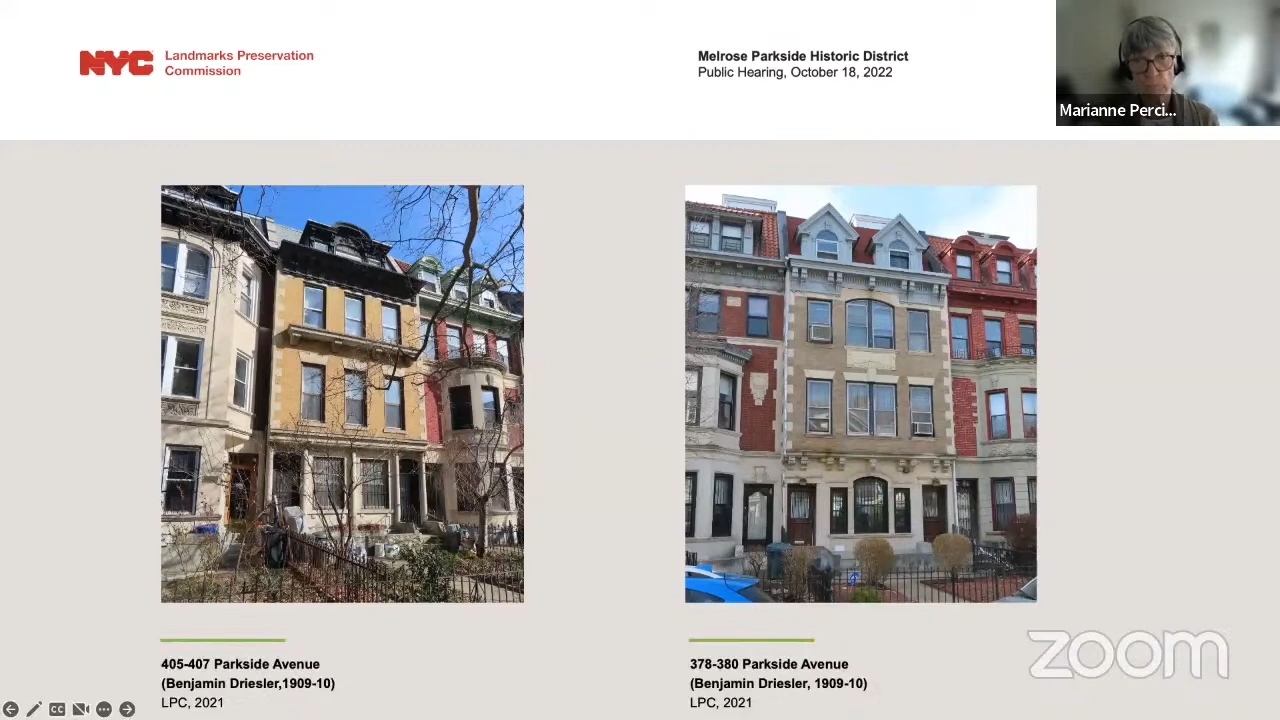 NYC Landmarks Preservation
Commission
Melrose Parkside Historic District
Public Hearing, October 18, 2022
Marianne Perci...
405-407 Parkside Avenue
(Benjamin Driesler,1909-10)
LPC, 2021
378-380 Parkside Avenue
(Benjamin Driesler, 1909-10)
LPC, 2021
zoom
CC